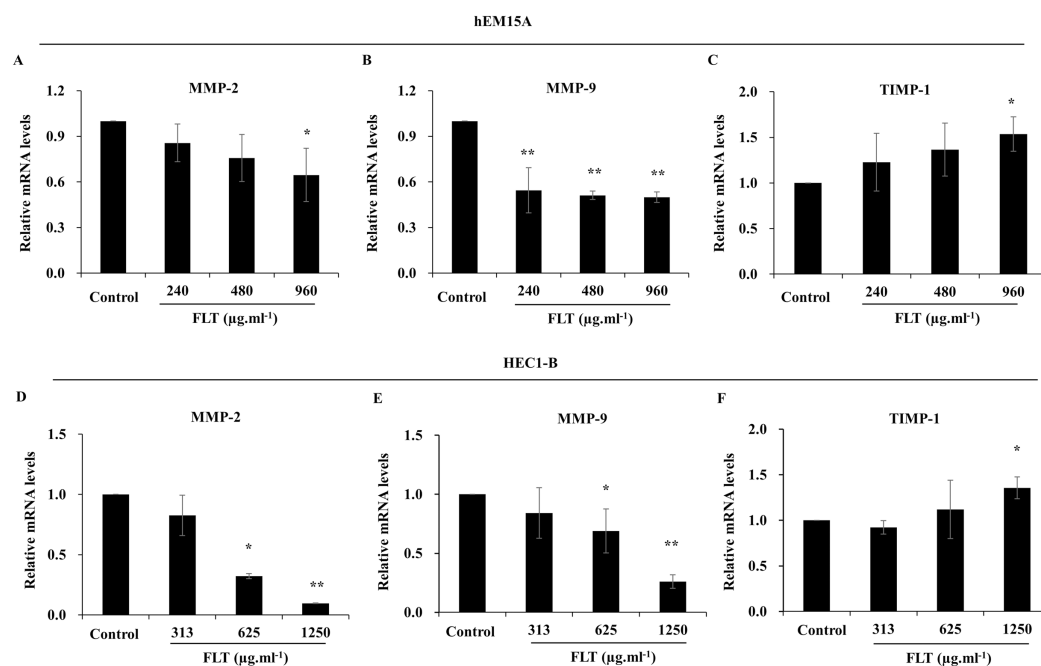 hEM15A
A
MMP-2
Relative mRNA levels
1.2
0.9
0.6
0.3
0.0
*
Control
240
480
960
FLT (µg.ml-1)
B
MMP-9
Relative mRNA levels
1.2
0.9
0.6
0.3
0.0
**
**
**
Control
240
480
960
FLT (µg.ml-1)
C
TIMP-1
Relative mRNA levels
2.0
1.5
1.0
0.5
0.0
*
Control
240
480
960
FLT (µg.ml-1)
HEC1-B
D
MMP-2
Relative mRNA levels
1.5
1.0
0.5
0.0
*
**
Control
313
625
1250
FLT (µg.ml-1)
E
MMP-9
Relative mRNA levels
1.5
1.0
0.5
0.0
*
**
Control
313
625
1250
FLT (µg.ml-1)
F
TIMP-1
Relative mRNA levels
2.0
1.5
1.0
0.5
0.0
*
Control
313
625
1250
FLT (µg.ml-1)